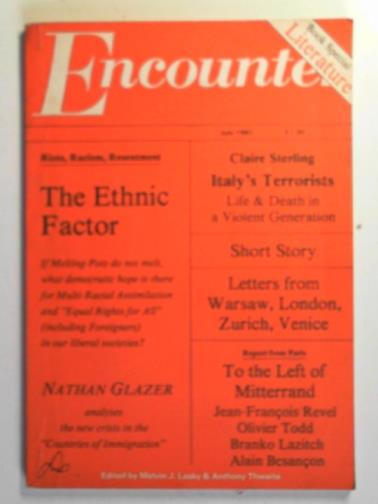 Encounte
Book Special
Literature
July 1981
Riots, Racism, Resentment
The Ethnic
Factor
If Melting-Pots do not melt,
what democratic hope is there
for Multi-Racial Assimilation
and "Equal Rights for All"
(including Foreigners)
in our liberal societies?
NATHAN GLAZER
analyses
the new crisis in the
"Countries of Immigration"
Claire Sterling
Italy's Terrorists
Life & Death in
a Violent Generation
Short Story
Letters from
Warsaw, London,
Zurich, Venice
Report from Paris
To the Left of
Mitterrand
Jean-François Revel
Olivier Todd
Branko Lazitch
Alain Besançon
Edited by Melvin J. Lasky & Anthony Thwaite